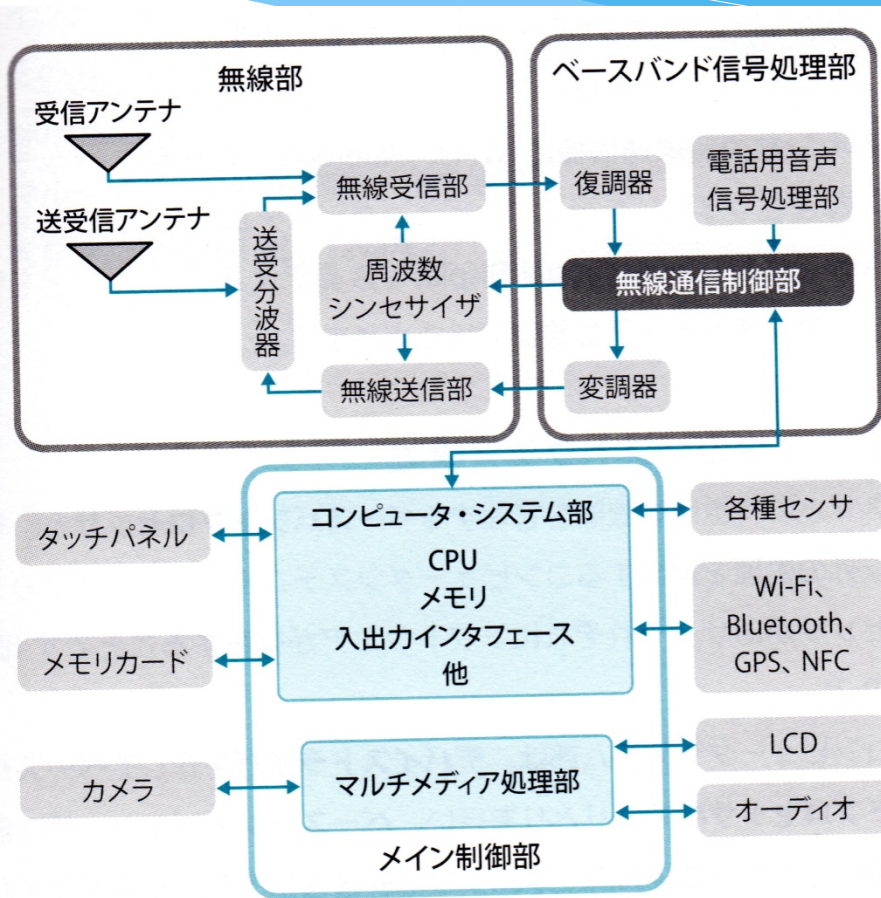 無線部
受信アンテナ
送受信アンテナ
送受分波器
無線受信部
周波数
シンセサイザ
無線送信部
ベースバンド信号処理部
復調器
電話用音声
信号処理部
無線通信制御部
変調器
タッチパネル
メモリカード
カメラ
コンピュータ・システム部
CPU
メモリ
入出力インタフェース
他
マルチメディア処理部
メイン制御部
各種センサ
Wi-Fi、
Bluetooth、
GPS、NFC
LCD
オーディオ